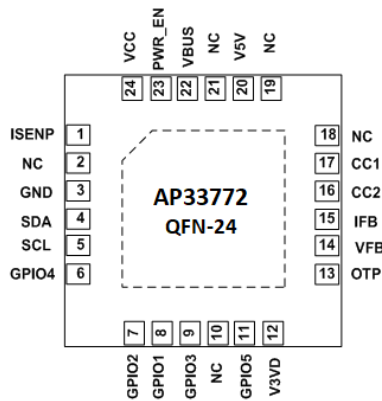 VCC
PWR_EN
VBUS
NC
V5V
NC
24
23
22
21
20
19
ISENP 1
NC 2
GND 3
SDA 4
SCL 5
GPIO4 6
AP33772
QFN-24
18 NC
17 CC1
16 CC2
15 IFB
14 VFB
13 OTP
7
8
9
10
11
12
GPIO2
GPIO1
GPIO3
NC
GPIO5
V3VD